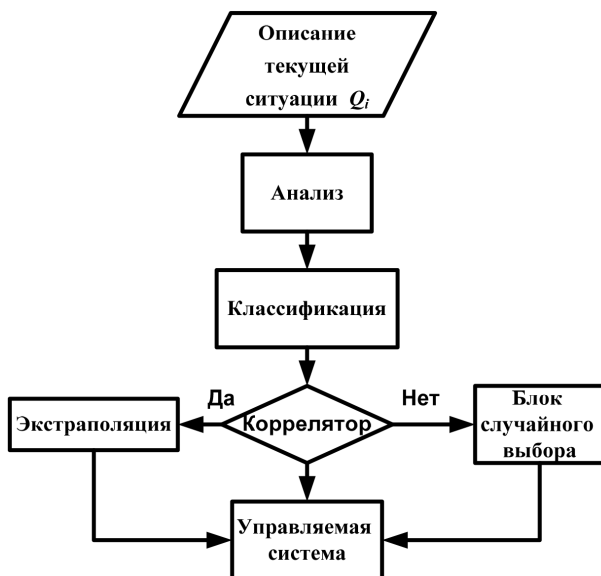 Описание
текущей
ситуации Qi
Анализ
Классификация
Да
Нет
Экстраполяция
Коррелятор
Блок
случайного
выбора
Управляемая
система